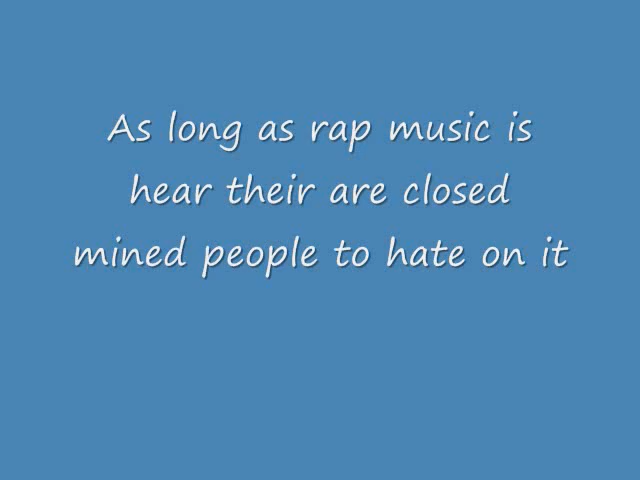 As long as rap music is
hear their are closed
mined people to hate on it